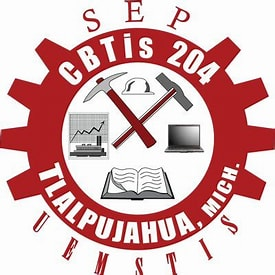 SEP
CBTis 204
TLALPUJAHUA, MICH.
UEMSTIS